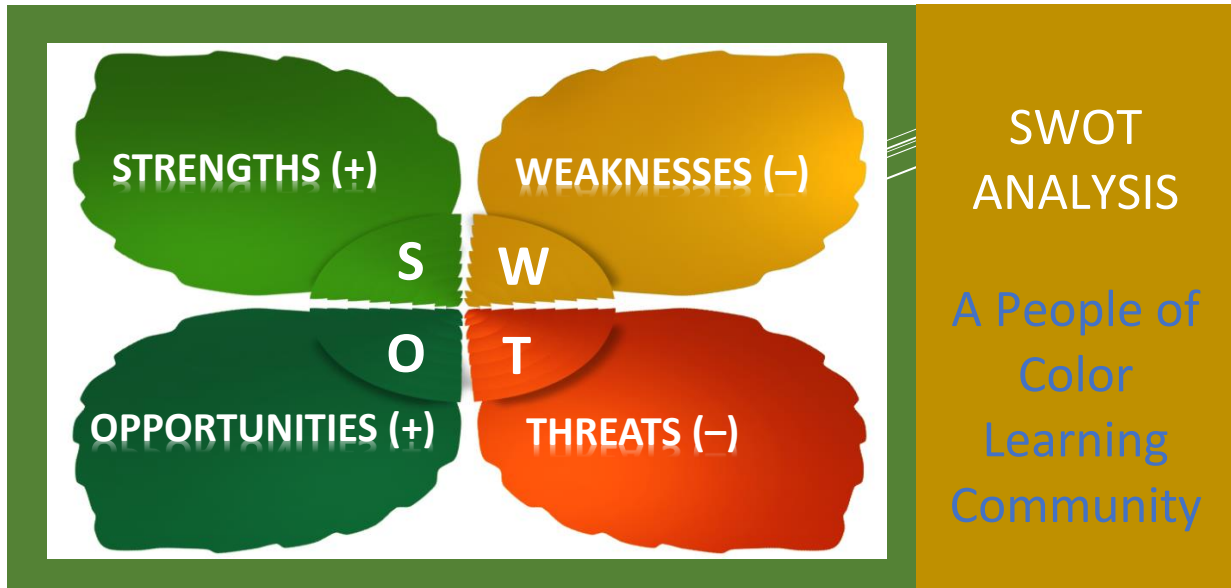 STRENGTHS (+)
WEAKNESSES (–)
S
W
O
T
OPPORTUNITIES (+)
THREATS (–)
SWOT
ANALYSIS
A People of
Color
Learning
Community